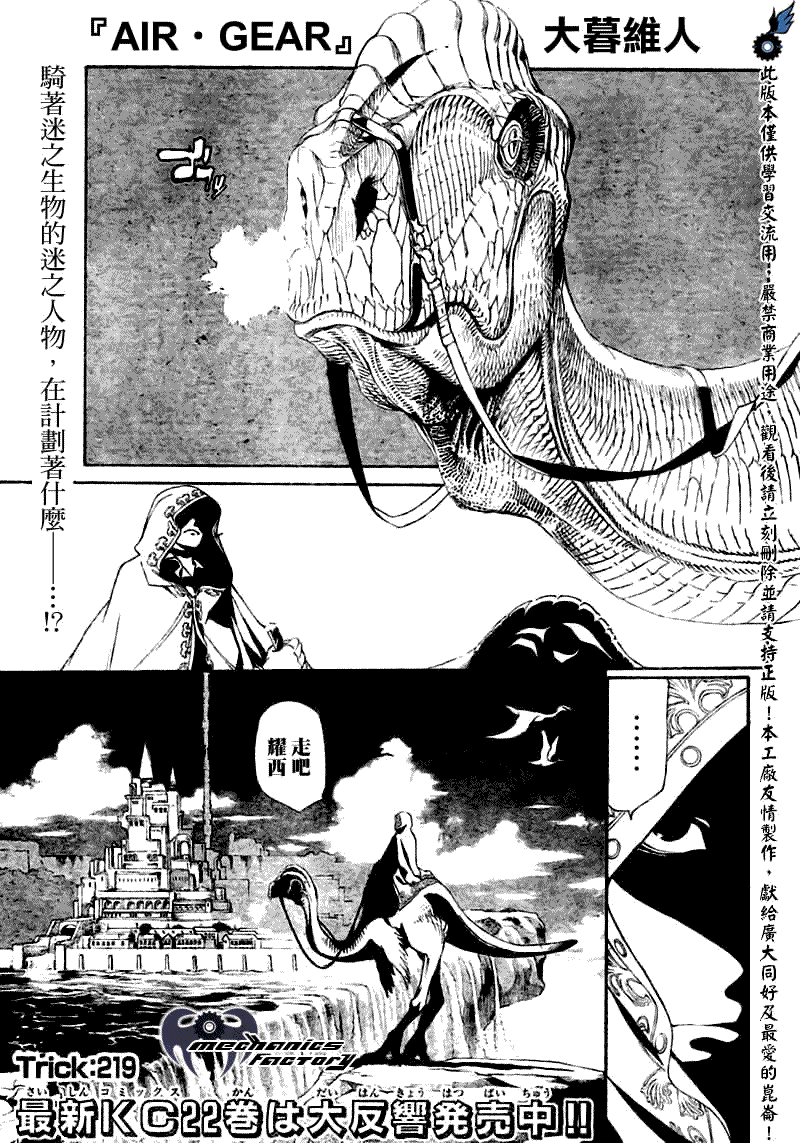 『AIR・GEAR』 大暮維人
此版本僅供學習交流用；嚴禁商業用途，觀看後請立刻刪除並請支持正版！本工廠友情製作，獻給廣大同好及最愛的崑崙！
騎著迷之生物的迷之人物，在計劃著什麼——…!?
……
走吧
耀西
mechanics
factory
Trick:219
さいしんコミックス かん だいはんきょうはつばいちゅう
最新KC22巻は大反響発売中!!